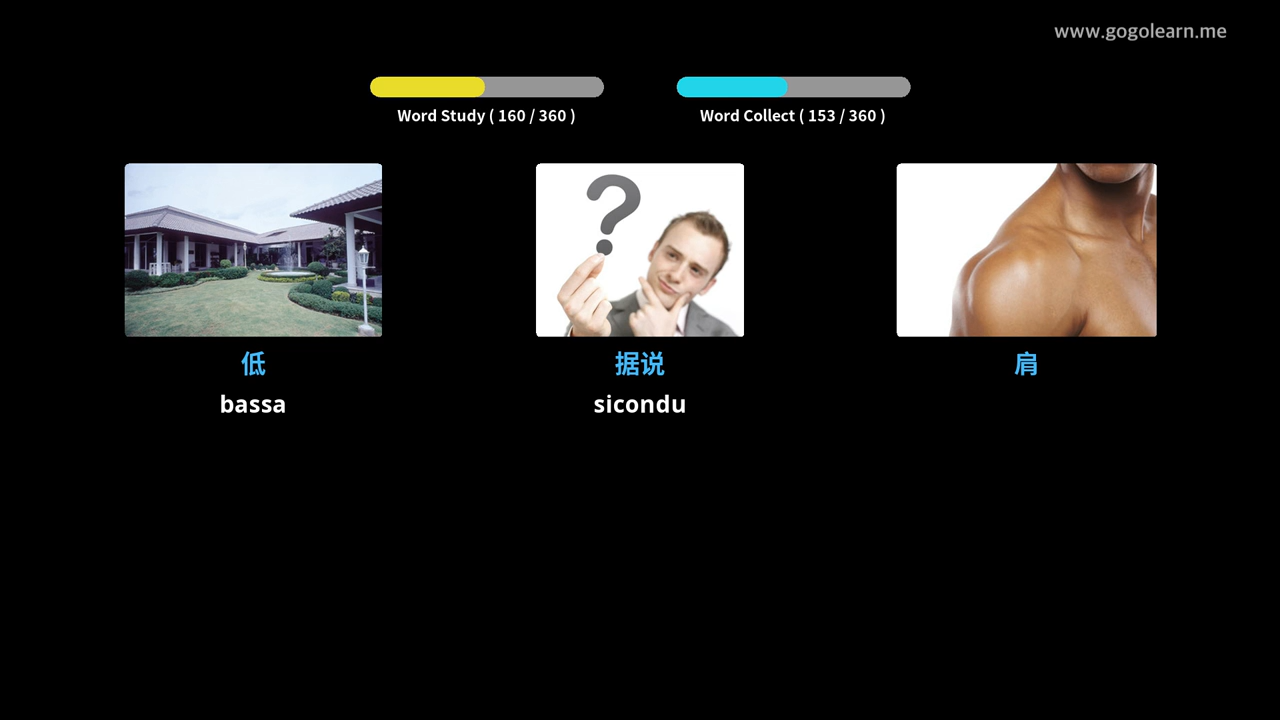 www.gogolearn.me
Word Study ( 160 / 360 )
Word Collect ( 153 / 360 )
低
据说
肩
bassa
sicondu